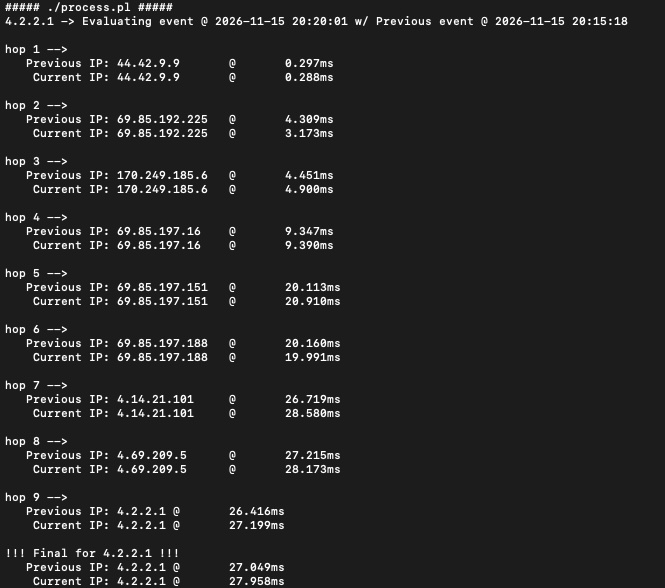 ##### ./process.pl #####
4.2.2.1 -> Evaluating event @ 2026-11-15 20:20:01 w/ Previous event @ 2026-11-15 20:15:18

hop 1 -->
   Previous IP: 44.42.9.9       @       0.297ms
    Current IP: 44.42.9.9       @       0.288ms

hop 2 -->
   Previous IP: 69.85.192.225   @       4.309ms
    Current IP: 69.85.192.225   @       3.173ms

hop 3 -->
   Previous IP: 170.249.185.6   @       4.451ms
    Current IP: 170.249.185.6   @       4.900ms

hop 4 -->
   Previous IP: 69.85.197.16    @       9.347ms
    Current IP: 69.85.197.16    @       9.390ms

hop 5 -->
   Previous IP: 69.85.197.151   @       20.113ms
    Current IP: 69.85.197.151   @       20.910ms

hop 6 -->
   Previous IP: 69.85.197.188   @       20.160ms
    Current IP: 69.85.197.188   @       19.991ms

hop 7 -->
   Previous IP: 4.14.21.101     @       26.719ms
    Current IP: 4.14.21.101     @       28.580ms

hop 8 -->
   Previous IP: 4.69.209.5      @       27.215ms
    Current IP: 4.69.209.5      @       28.173ms

hop 9 -->
   Previous IP: 4.2.2.1 @       26.416ms
    Current IP: 4.2.2.1 @       27.199ms

!!! Final for 4.2.2.1 !!!
   Previous IP: 4.2.2.1 @       27.049ms
    Current IP: 4.2.2.1 @       27.958ms